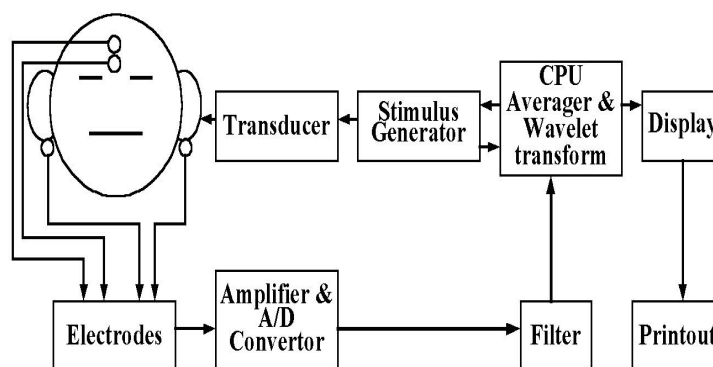 Transducer
Stimulus
Generator
CPU
Averager &
Wavelet
transform
Display
Electrodes
Amplifier &
A/D
Convertor
Filter
Printout